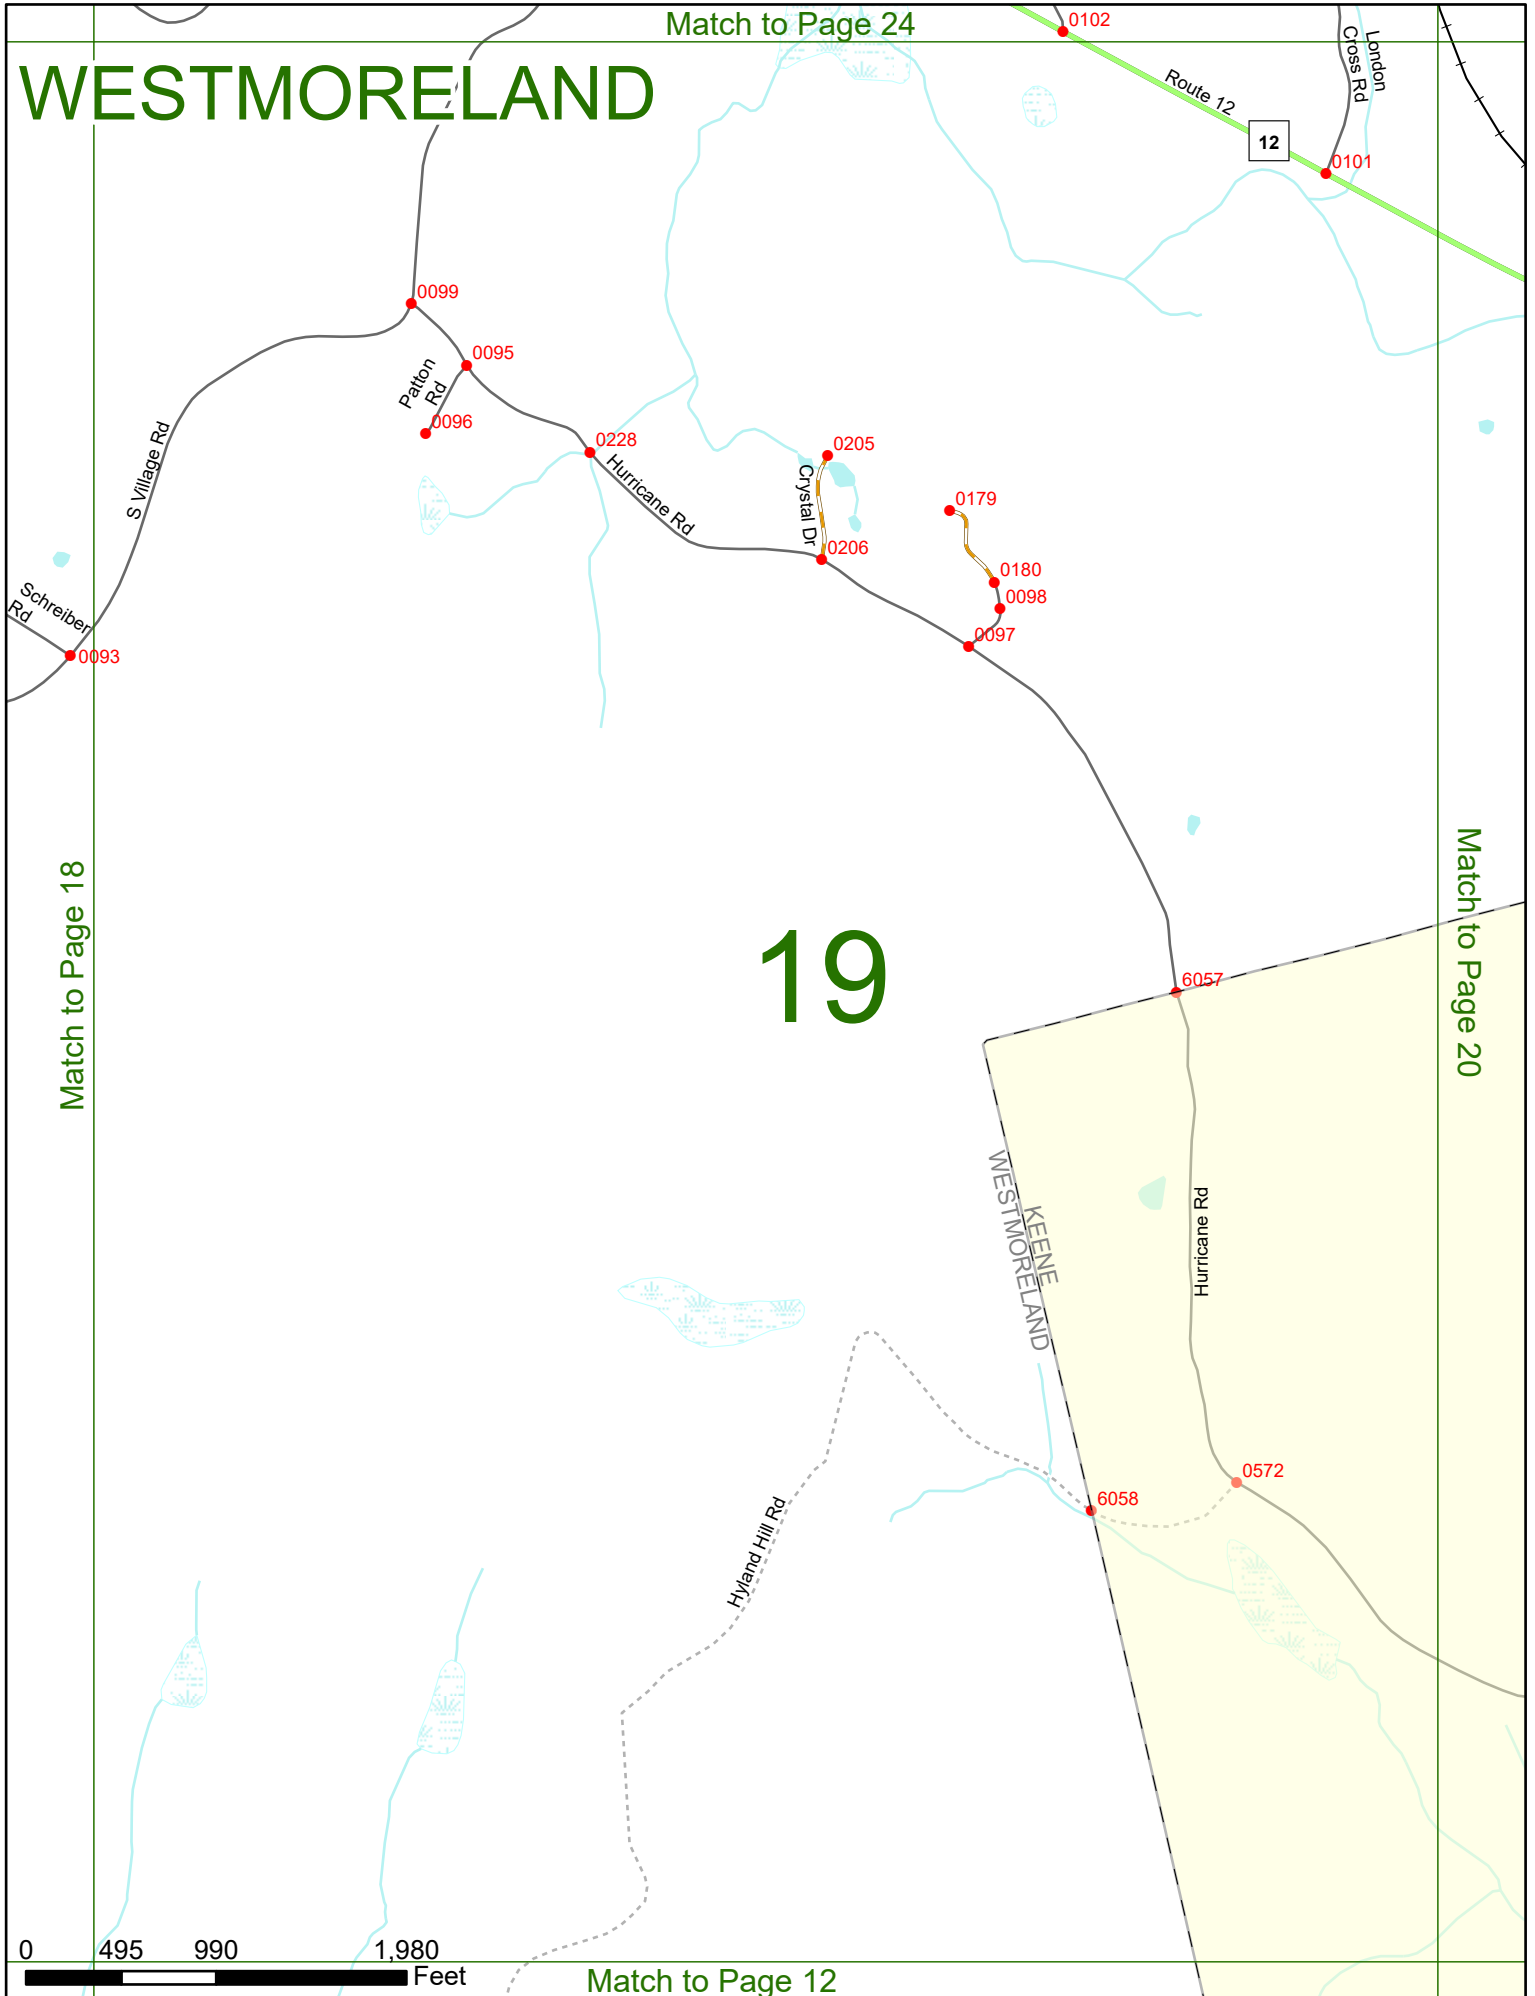 Match to Page 24
0102
WESTMORELAND
London
Cross Rd
Route 12
12
0101
0099
0095
Patton
Rd
0096
0228
0205
S Village Rd
Hurricane Rd
Crystal Dr
0179
0206
0180
0098
Schreiber
Rd
0097
0093
Match to Page 18
Match to Page 20
19
6057
KEENE
WESTMORELAND
Hurricane Rd
0572
6058
Hyland Hill Rd
0 495 990 1,980
Feet
Match to Page 12